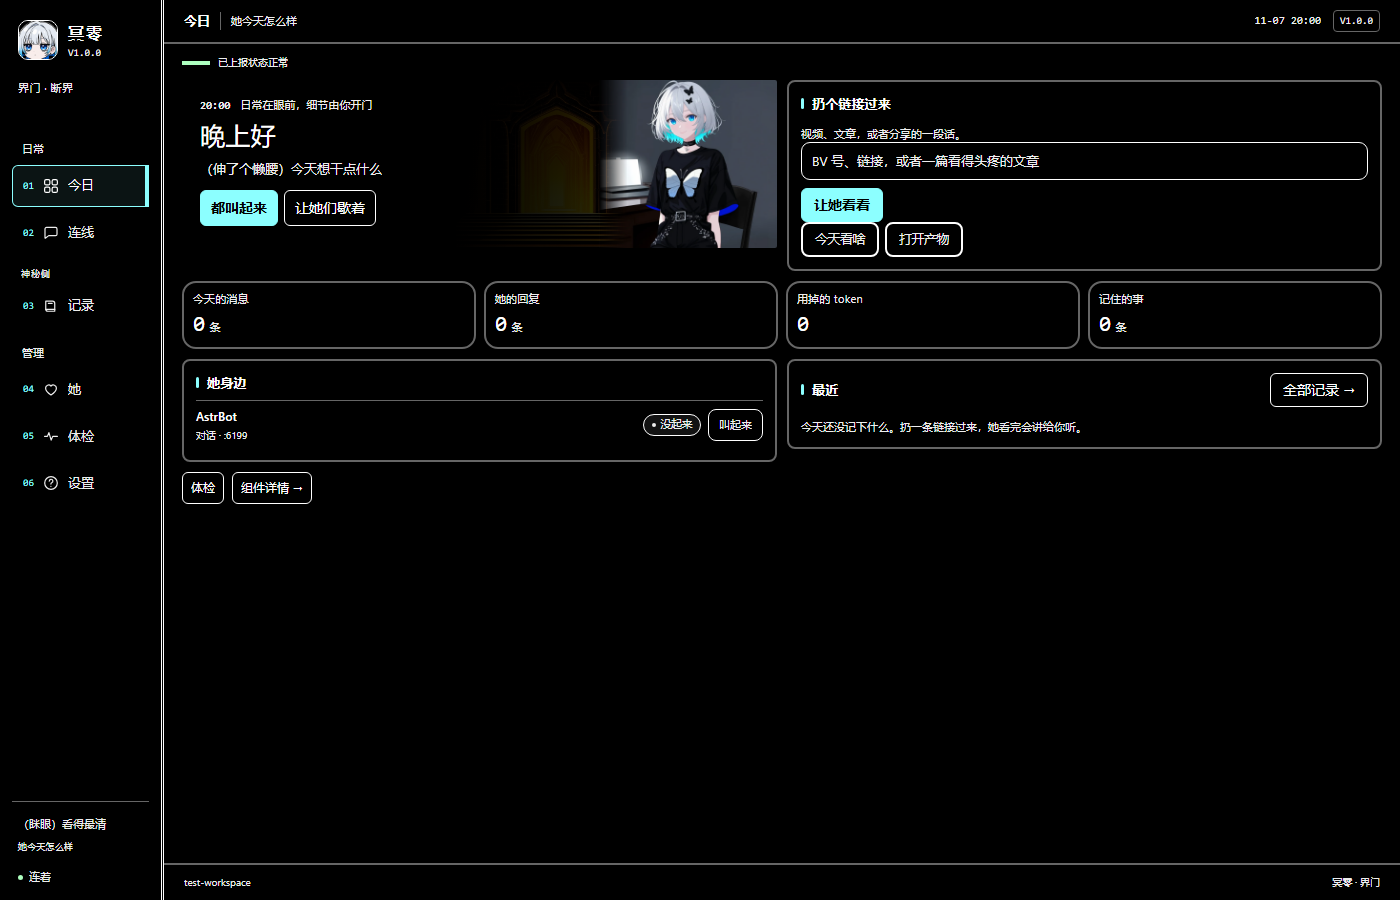 冥零
V1.0.0
界门 · 断界
日常
01 今日
02 连线
神秘侧
03 记录
管理
04 她
05 体检
06 设置
（眯眼）看得最清
她今天怎么样
连着
今日 她今天怎么样
11-07 20:00 V1.0.0
已上报状态正常
20:00 日常在眼前，细节由你开门
晚上好
（伸了个懒腰）今天想干点什么
都叫起来 让她们歇着
扔个链接过来
视频、文章，或者分享的一段话。
BV 号、链接，或者一篇看得头疼的文章
让她看看
今天看啥 打开产物
今天的消息
0 条
她的回复
0 条
用掉的 token
0
记住的事
0 条
她身边
AstrBot
对话 · :6199
没起来 叫起来
最近
全部记录 →
今天还没记下什么。扔一条链接过来，她看完会讲给你听。
体检 组件详情 →
test-workspace
冥零 · 界门